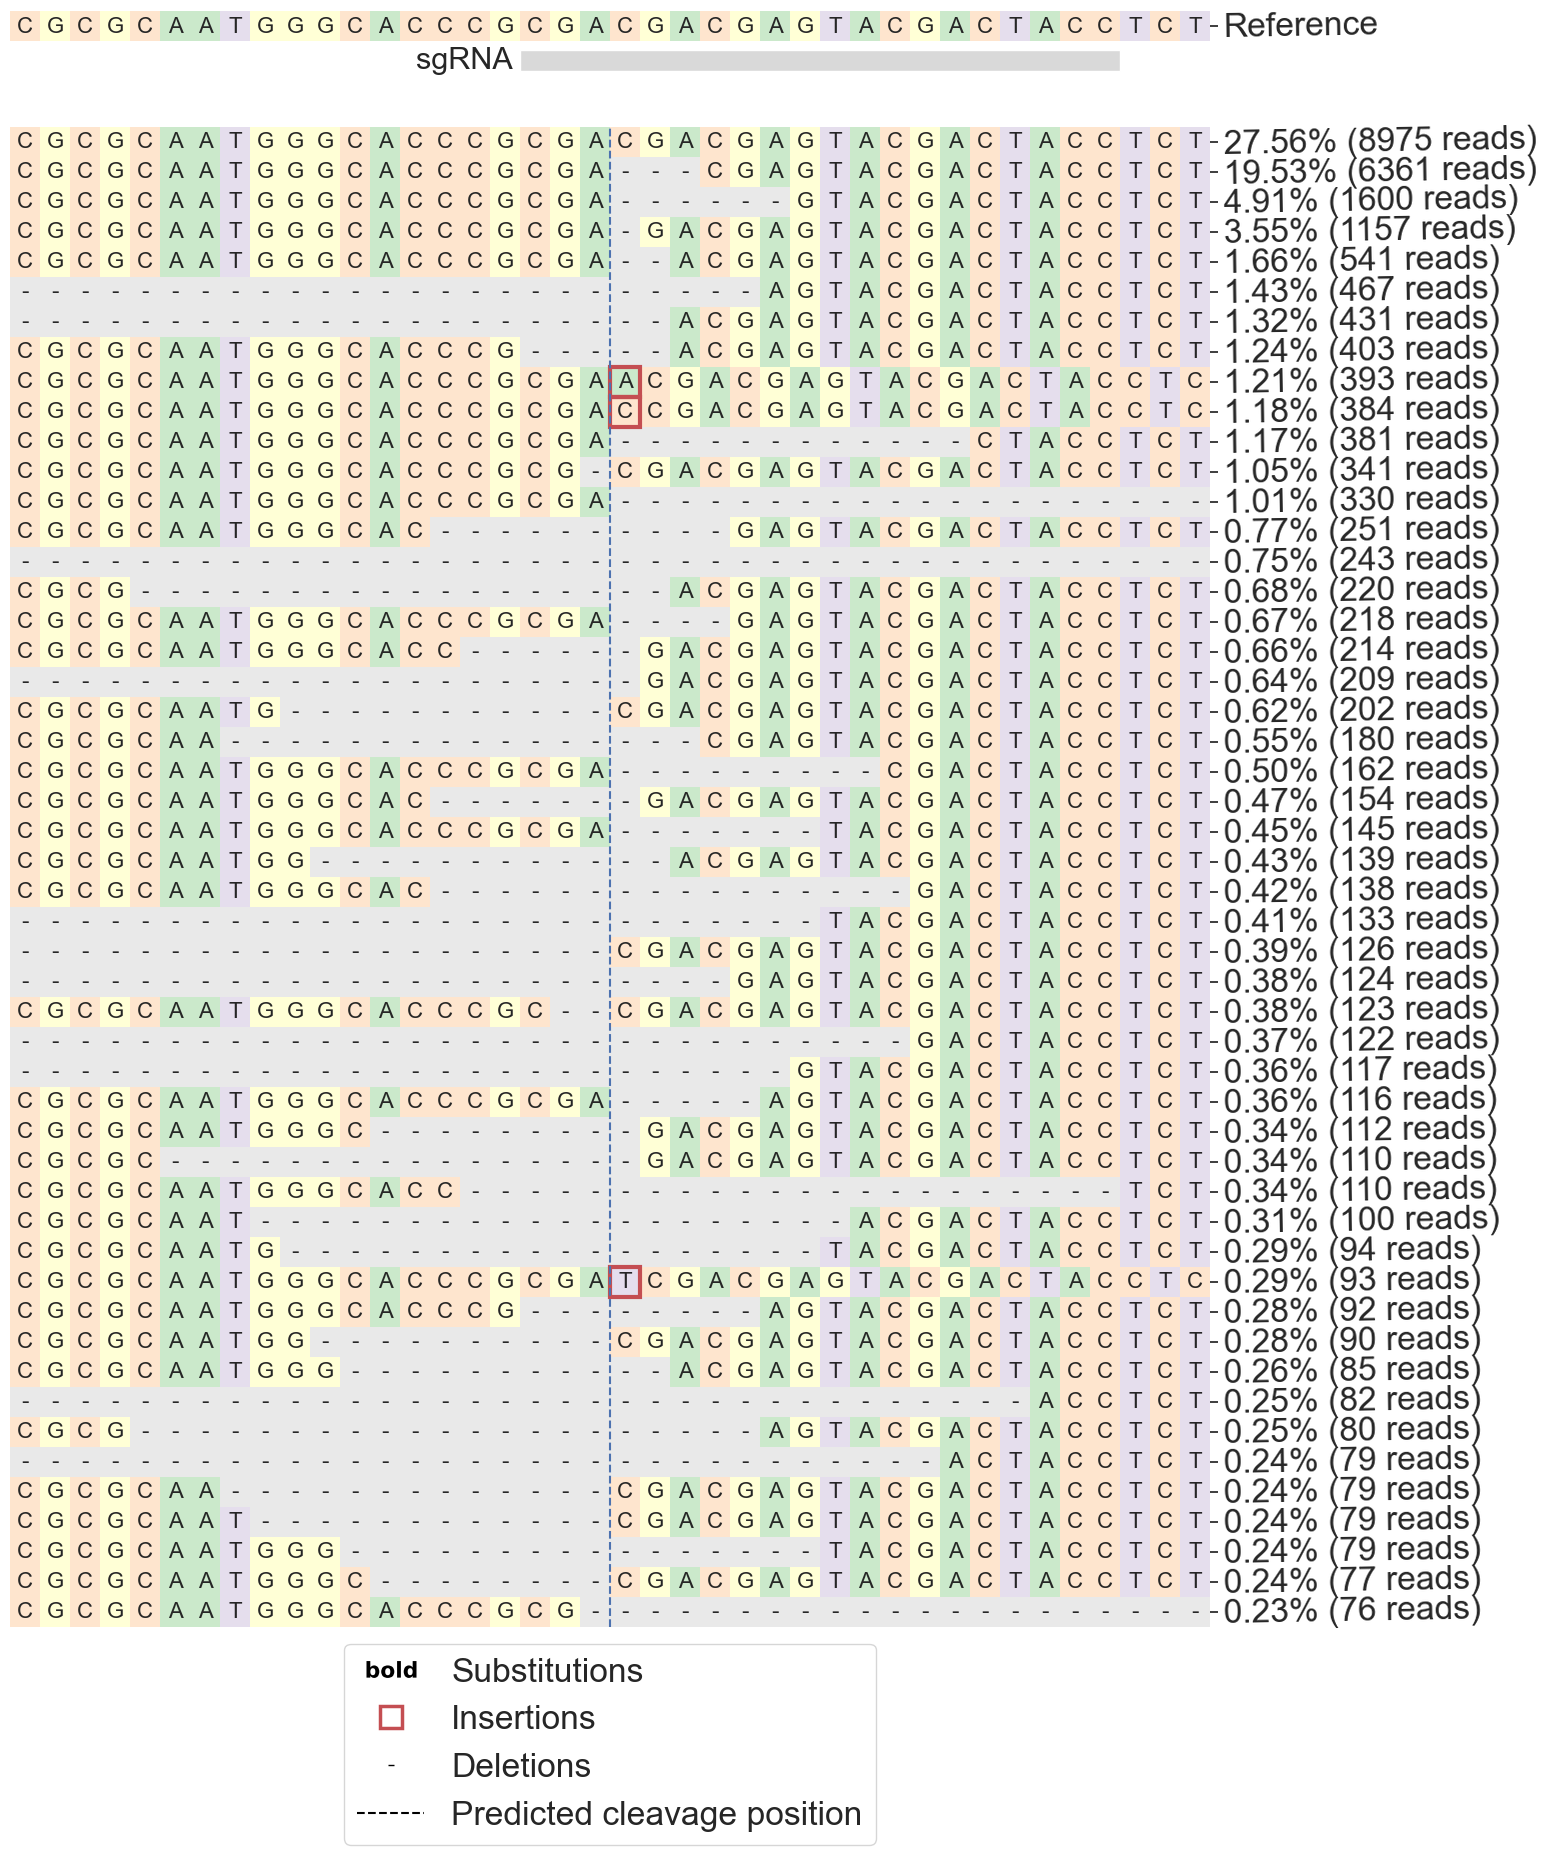 C G C G C A A T G G G C A C C C G C G A C G A C G A G T A C G A C T A C C T C T Reference
sgRNA
C G C G C A A T G G G C A C C C G C G A C G A C G A G T A C G A C T A C C T C T 27.56% (8975 reads)
C G C G C A A T G G G C A C C C G C G A - - - C G A G T A C G A C T A C C T C T 19.53% (6361 reads)
C G C G C A A T G G G C A C C C G C G A - - - - - - G T A C G A C T A C C T C T 4.91% (1600 reads)
C G C G C A A T G G G C A C C C G C G A - G A C G A G T A C G A C T A C C T C T 3.55% (1157 reads)
C G C G C A A T G G G C A C C C G C G A - - A C G A G T A C G A C T A C C T C T 1.66% (541 reads)
- - - - - - - - - - - - - - - - - - - - - - - - - A G T A C G A C T A C C T C T 1.43% (467 reads)
- - - - - - - - - - - - - - - - - - - - - - A C G A G T A C G A C T A C C T C T 1.32% (431 reads)
C G C G C A A T G G G C A C C C G - - - - - A C G A G T A C G A C T A C C T C T 1.24% (403 reads)
C G C G C A A T G G G C A C C C G C G A A C G A C G A G T A C G A C T A C C T C 1.21% (393 reads)
C G C G C A A T G G G C A C C C G C G A C C G A C G A G T A C G A C T A C C T C 1.18% (384 reads)
C G C G C A A T G G G C A C C C G C G A - - - - - - - - - - - - C T A C C T C T 1.17% (381 reads)
C G C G C A A T G G G C A C C C G C G - C G A C G A G T A C G A C T A C C T C T 1.05% (341 reads)
C G C G C A A T G G G C A C C C G C G A - - - - - - - - - - - - - - - - - - - - 1.01% (330 reads)
C G C G C A A T G G G C A C - - - - - - - - - - G A G T A C G A C T A C C T C T 0.77% (251 reads)
- - - - - - - - - - - - - - - - - - - - - - - - - - - - - - - - - - - - - - - - 0.75% (243 reads)
C G C G - - - - - - - - - - - - - - - - - - A C G A G T A C G A C T A C C T C T 0.68% (220 reads)
C G C G C A A T G G G C A C C C G C G A - - - - G A G T A C G A C T A C C T C T 0.67% (218 reads)
C G C G C A A T G G G C A C C - - - - - - G A C G A G T A C G A C T A C C T C T 0.66% (214 reads)
- - - - - - - - - - - - - - - - - - - - - G A C G A G T A C G A C T A C C T C T 0.64% (209 reads)
C G C G C A A T G - - - - - - - - - - - C G A C G A G T A C G A C T A C C T C T 0.62% (202 reads)
C G C G C A A - - - - - - - - - - - - - - - - C G A G T A C G A C T A C C T C T 0.55% (180 reads)
C G C G C A A T G G G C A C C C G C G A - - - - - - - - - C G A C T A C C T C T 0.50% (162 reads)
C G C G C A A T G G G C A C - - - - - - - G A C G A G T A C G A C T A C C T C T 0.47% (154 reads)
C G C G C A A T G G G C A C C C G C G A - - - - - - - T A C G A C T A C C T C T 0.45% (145 reads)
C G C G C A A T G G - - - - - - - - - - - - A C G A G T A C G A C T A C C T C T 0.43% (139 reads)
C G C G C A A T G G G C A C - - - - - - - - - - - - - - - - G A C T A C C T C T 0.42% (138 reads)
- - - - - - - - - - - - - - - - - - - - - - - - - - - T A C G A C T A C C T C T 0.41% (133 reads)
- - - - - - - - - - - - - - - - - - - - C G A C G A G T A C G A C T A C C T C T 0.39% (126 reads)
- - - - - - - - - - - - - - - - - - - - - - - - G A G T A C G A C T A C C T C T 0.38% (124 reads)
C G C G C A A T G G G C A C C C G C - - C G A C G A G T A C G A C T A C C T C T 0.38% (123 reads)
- - - - - - - - - - - - - - - - - - - - - - - - - - - - - - G A C T A C C T C T 0.37% (122 reads)
- - - - - - - - - - - - - - - - - - - - - - - - - - G T A C G A C T A C C T C T 0.36% (117 reads)
C G C G C A A T G G G C A C C C G C G A - - - - - A G T A C G A C T A C C T C T 0.36% (116 reads)
C G C G C A A T G G G C - - - - - - - - - G A C G A G T A C G A C T A C C T C T 0.34% (112 reads)
C G C G C - - - - - - - - - - - - - - - - G A C G A G T A C G A C T A C C T C T 0.34% (110 reads)
C G C G C A A T G G G C A C C - - - - - - - - - - - - - - - - - - - - - - T C T 0.34% (110 reads)
C G C G C A A T - - - - - - - - - - - - - - - - - - - - A C G A C T A C C T C T 0.31% (100 reads)
C G C G C A A T G - - - - - - - - - - - - - - - - - - T A C G A C T A C C T C T 0.29% (94 reads)
C G C G C A A T G G G C A C C C G C G A T C G A C G A G T A C G A C T A C C T C 0.29% (93 reads)
C G C G C A A T G G G C A C C C G - - - - - - - - A G T A C G A C T A C C T C T 0.28% (92 reads)
C G C G C A A T G G - - - - - - - - - - C G A C G A G T A C G A C T A C C T C T 0.28% (90 reads)
C G C G C A A T G G G - - - - - - - - - - - A C G A G T A C G A C T A C C T C T 0.26% (85 reads)
- - - - - - - - - - - - - - - - - - - - - - - - - - - - - - - - - - A C C T C T 0.25% (82 reads)
C G C G - - - - - - - - - - - - - - - - - - - - - A G T A C G A C T A C C T C T 0.25% (80 reads)
- - - - - - - - - - - - - - - - - - - - - - - - - - - - - - - A C T A C C T C T 0.24% (79 reads)
C G C G C A A - - - - - - - - - - - - - C G A C G A G T A C G A C T A C C T C T 0.24% (79 reads)
C G C G C A A T - - - - - - - - - - - - C G A C G A G T A C G A C T A C C T C T 0.24% (79 reads)
C G C G C A A T G G G - - - - - - - - - - - - - - - - T A C G A C T A C C T C T 0.24% (79 reads)
C G C G C A A T G G G C - - - - - - - - C G A C G A G T A C G A C T A C C T C T 0.24% (77 reads)
C G C G C A A T G G G C A C C C G C G - - - - - - - - - - - - - - - - - - - - - 0.23% (76 reads)
bold Substitutions
Insertions
- Deletions
Predicted cleavage position